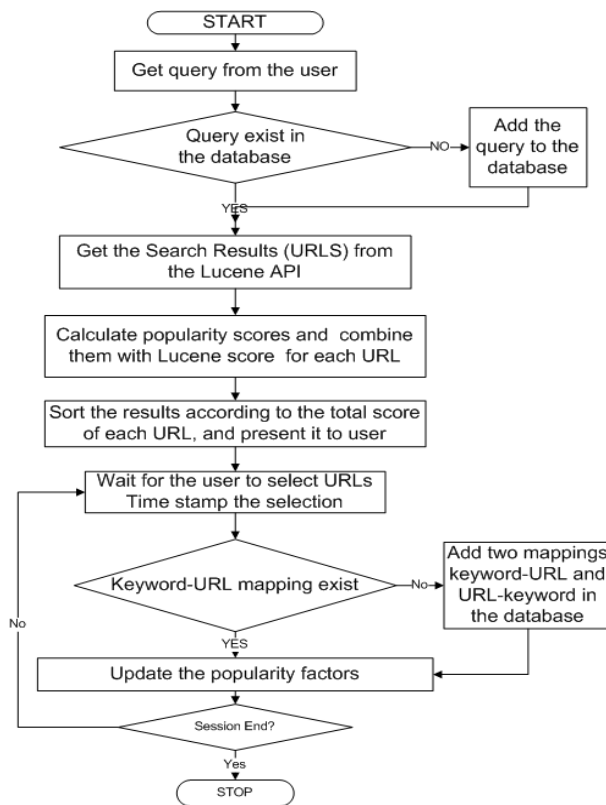 START
Get query from the user
Query exist in
the database
NO
Add the
query to the
database
YES
Get the Search Results (URLS) from
the Lucene API
Calculate popularity scores and combine
them with Lucene score for each URL
Sort the results according to the total score
of each URL, and present it to user
Wait for the user to select URLs
Time stamp the selection
Keyword-URL mapping exist
No
Add two mappings
keyword-URL and
URL-keyword in
the database
No
YES
Update the popularity factors
Session End?
Yes
STOP